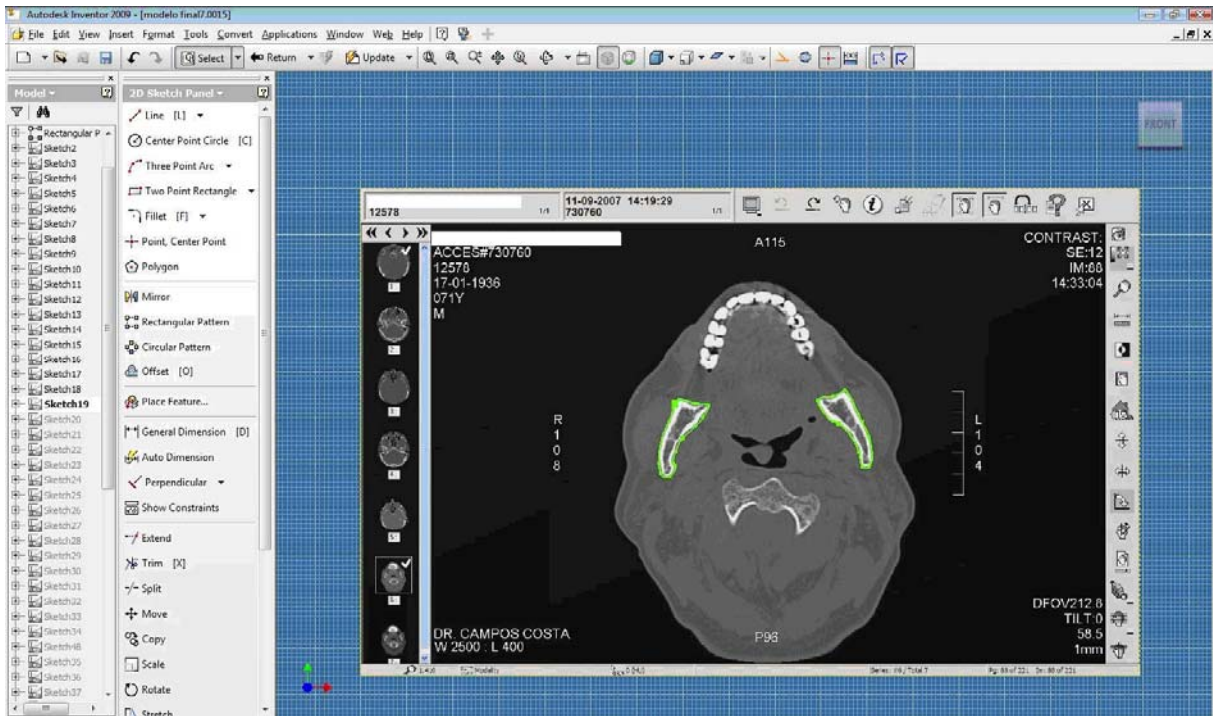 Autodesk Inventor 2009 - [modelo final7.0015]
File Edit View Insert Format Tools Convert Applications Window Web Help
Select Return Update
Model
Rectangular P
Sketch2
Sketch3
Sketch4
Sketch5
Sketch6
Sketch7
Sketch8
Sketch9
Sketch10
Sketch11
Sketch12
Sketch13
Sketch14
Sketch15
Sketch16
Sketch17
Sketch18
Sketch19
Sketch20
Sketch21
Sketch22
Sketch23
Sketch24
Sketch25
Sketch26
Sketch27
Sketch28
Sketch29
Sketch30
Sketch31
Sketch32
Sketch33
Sketch34
Sketch35
Sketch36
Sketch37
2D Sketch Panel
Line [L]
Center Point Circle [C]
Three Point Arc
Two Point Rectangle
Fillet [F]
Point, Center Point
Polygon
Mirror
Rectangular Pattern
Circular Pattern
Offset [O]
Place Feature...
General Dimension [D]
Auto Dimension
Perpendicular
Show Constraints
Extend
Trim [X]
Split
Move
Copy
Scale
Rotate
Stretch
FRONT
12578 1/1
11-09-2007 14:19:29
730760 1/1
ACCES#730760
12578
17-01-1936
071Y
M
A115
CONTRAST:
SE:12
IM:88
14:33:04
R
1
0
8
L
1
0
4
DR. CAMPOS COSTA
W 2500 : L 400
P96
DFOV212.8
TILT:0
58.5
1mm